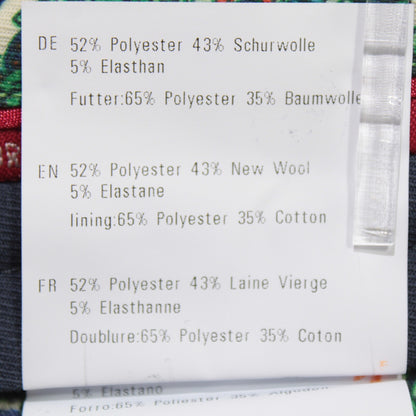 DE 52% Polyester 43% Schurwolle
5% Elasthan
Futter:65% Polyester 35% Baumwolle
EN 52% Polyester 43% New Wool
5% Elastane
lining:65% Polyester 35% Cotton
FR 52% Polyester 43% Laine Vierge
5% Elasthanne
Doublure:65% Polyester 35% Coton
5% Elastano
Forro:65% Poliester 35% Algodon